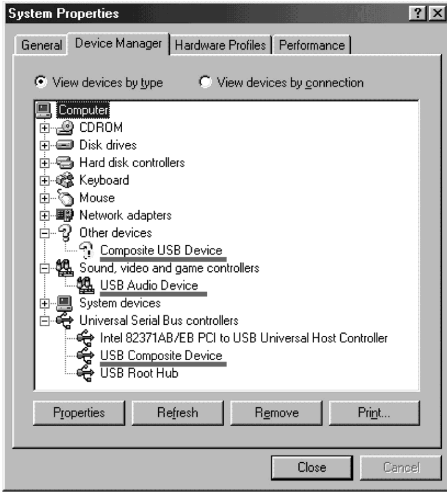 System Properties
General Device Manager Hardware Profiles Performance
View devices by type View devices by connection
Computer
CDROM
Disk drives
Hard disk controllers
Keyboard
Mouse
Network adapters
Other devices
Composite USB Device
Sound, video and game controllers
USB Audio Device
System devices
Universal Serial Bus controllers
Intel 82371AB/EB PCI to USB Universal Host Controller
USB Composite Device
USB Root Hub
Properties Refresh Remove Print...
Close Cancel